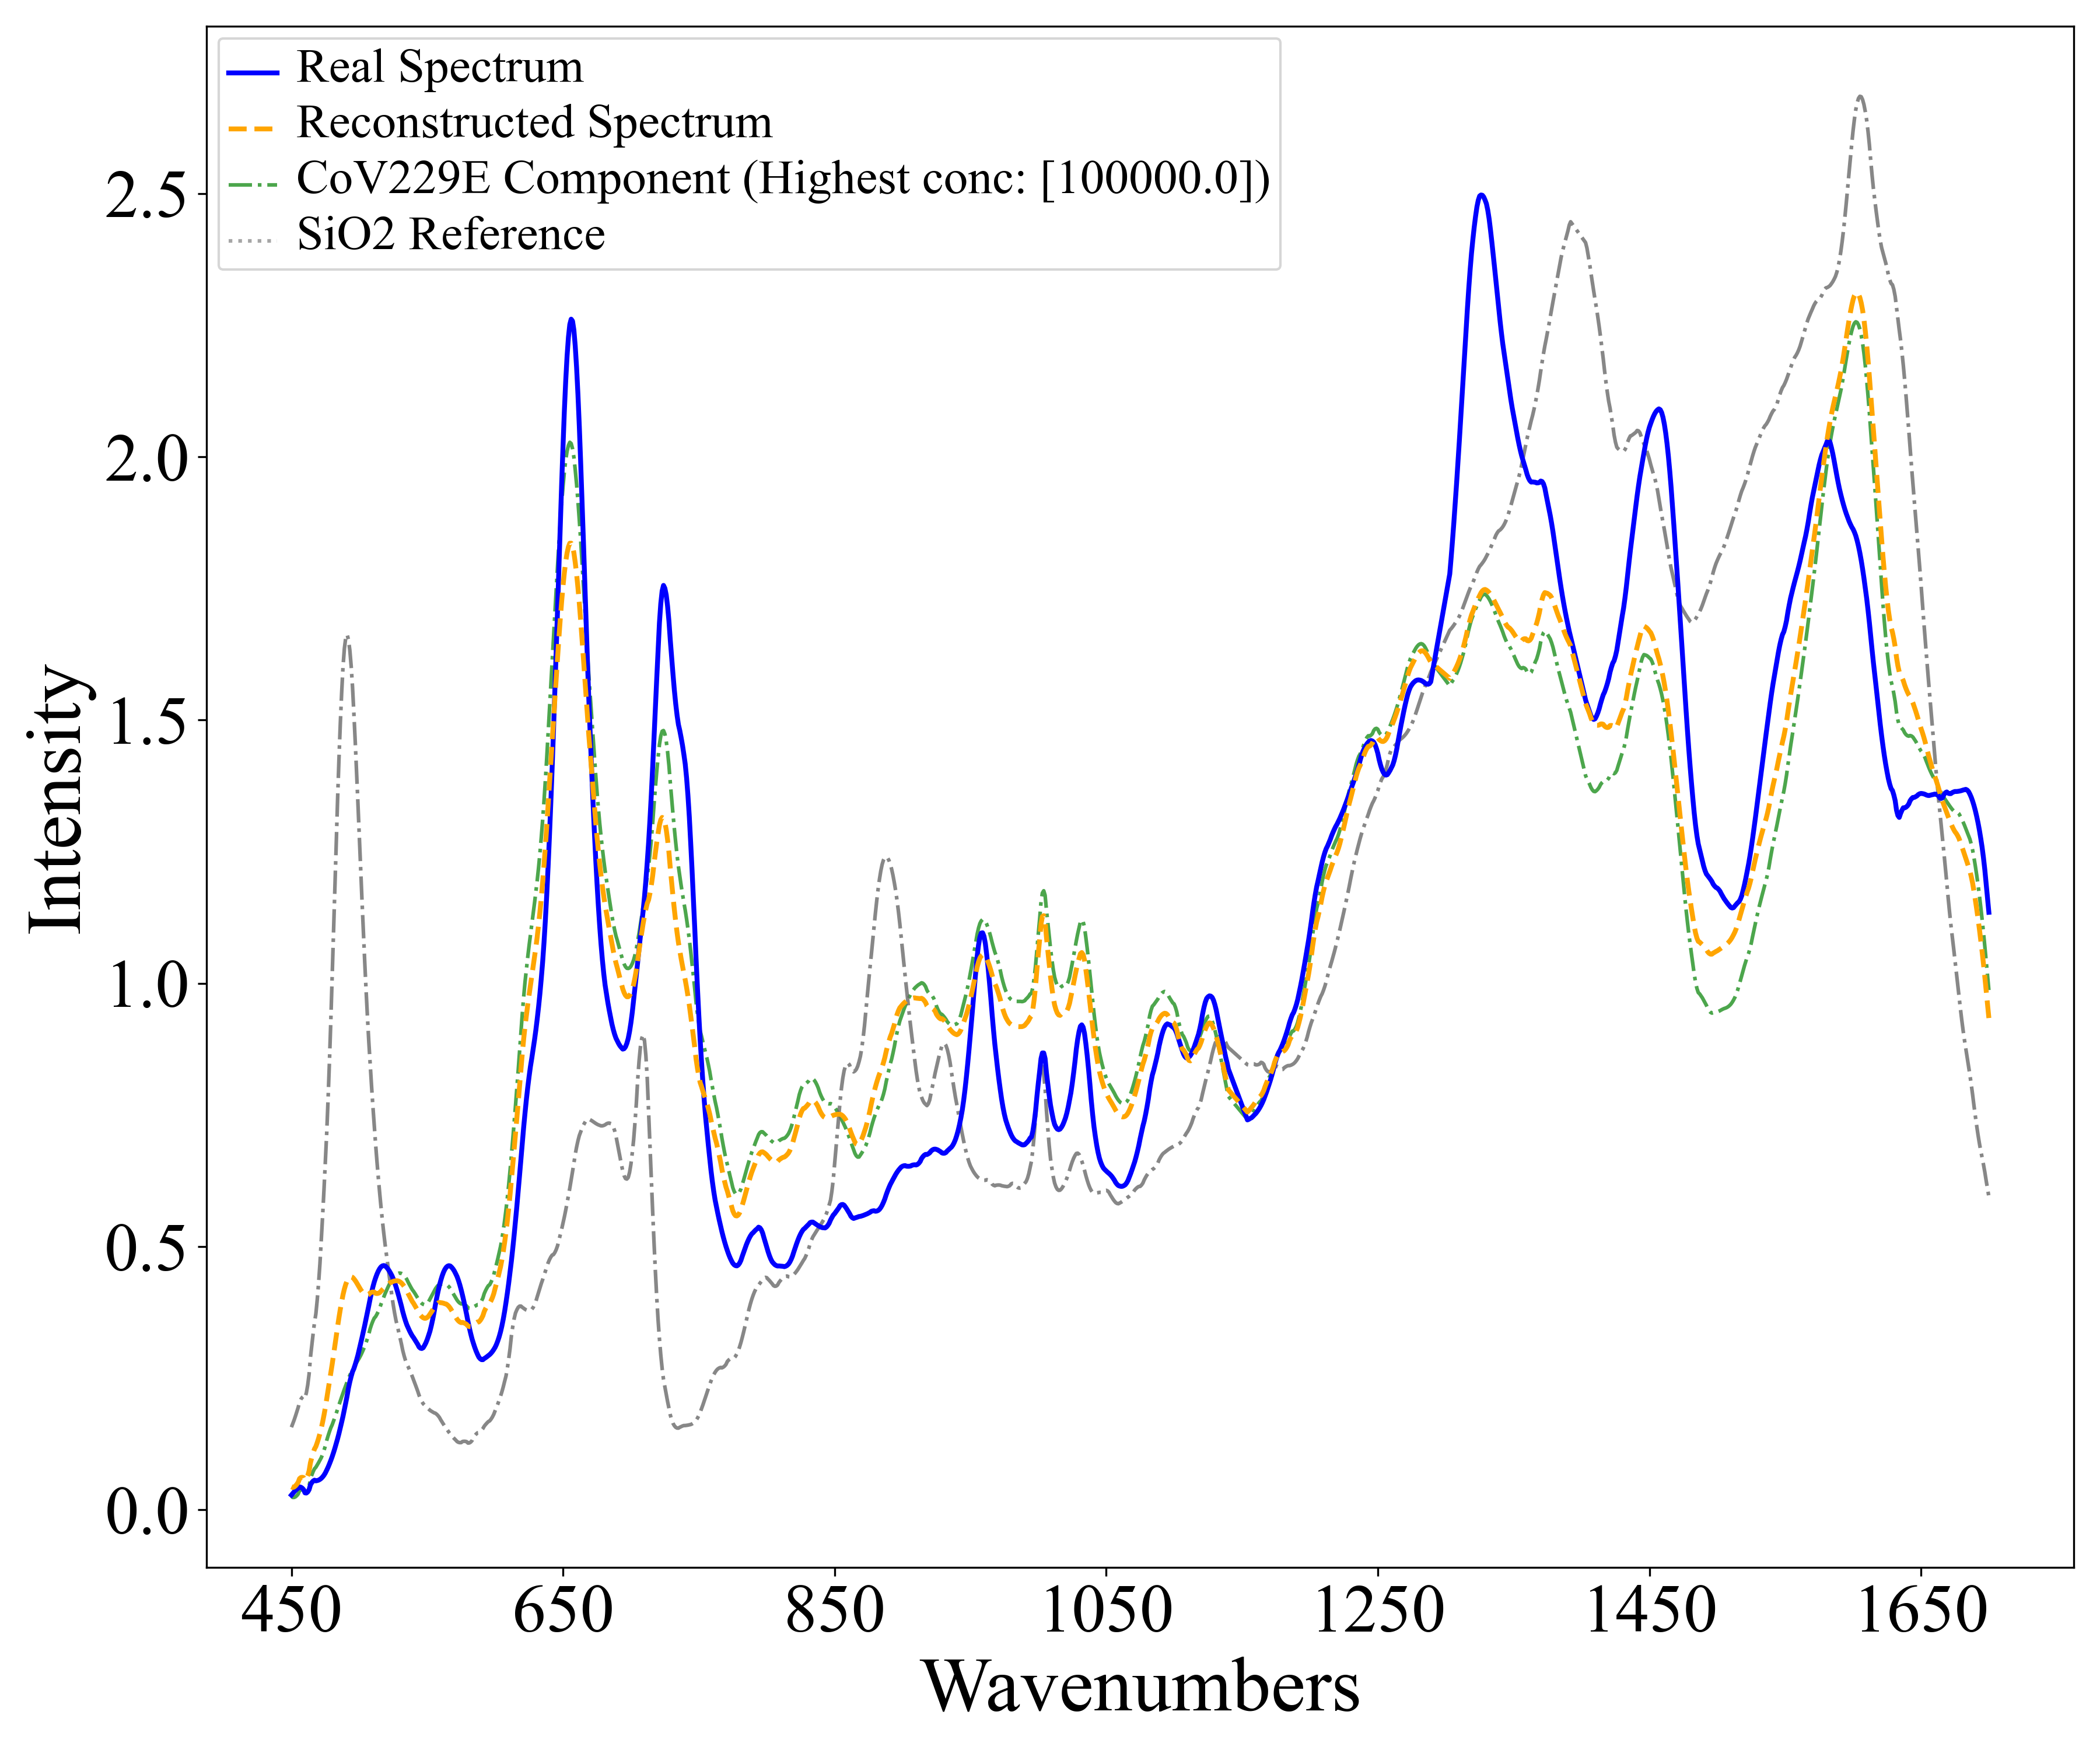 Real Spectrum
Reconstructed Spectrum
CoV229E Component (Highest conc: [100000.0])
SiO2 Reference
Intensity
2.5
2.0
1.5
1.0
0.5
0.0
450 650 850 1050 1250 1450 1650
Wavenumbers